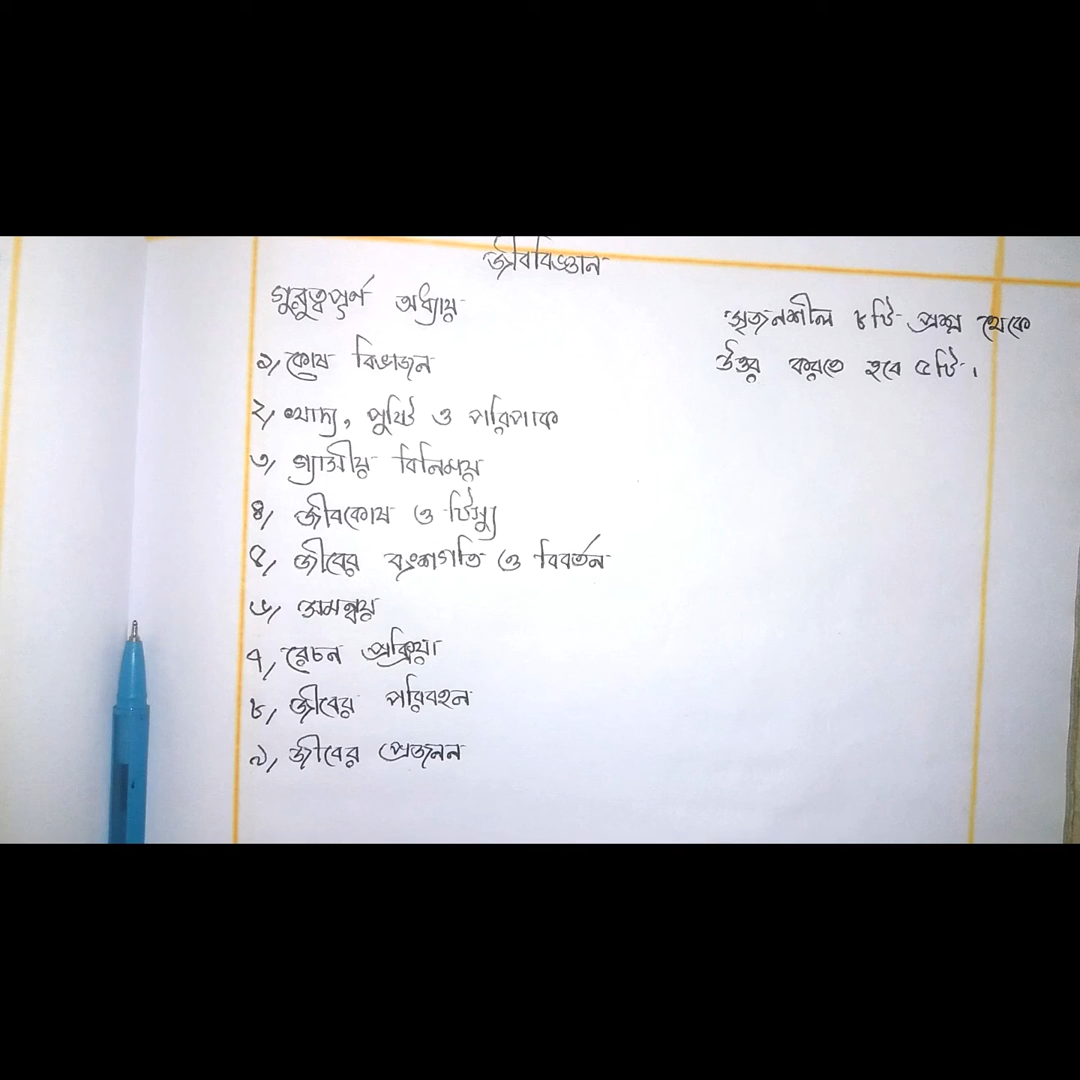 জীববিজ্ঞান
গুরুত্বপূর্ণ অধ্যায়
সৃজনশীল ৮টি প্রশ্ন থেকে
উত্তর করতে হবে ৫টি।
১, কোষ বিভাজন
২, খাদ্য, পুষ্টি ও পরিপাক
৩, গ্যাসীয় বিনিময়
৪, জীবকোষ ও টিস্যু
৫, জীবের বংশগতি ও বিবর্তন
৬, সমন্বয়
৭, রেচন প্রক্রিয়া
৮, জীবের পরিবহন
৯, জীবের প্রজনন